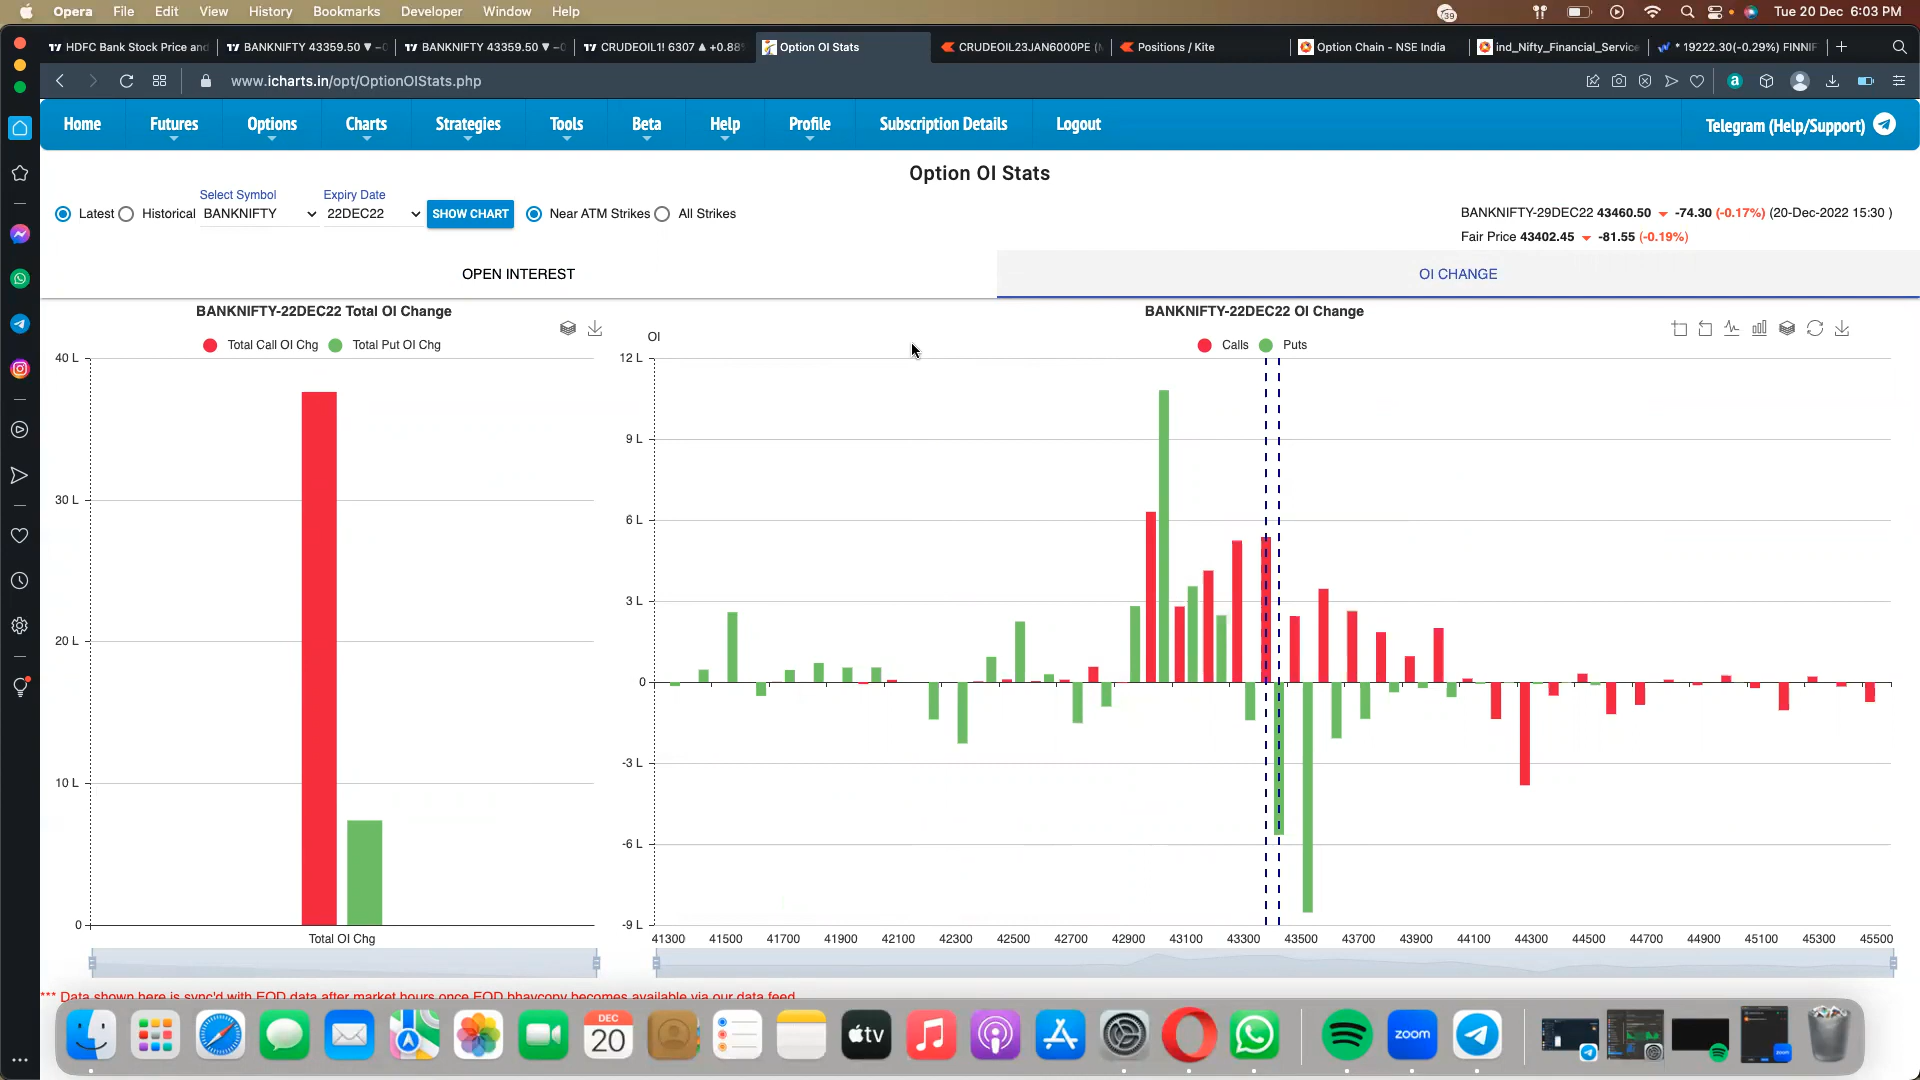 Opera File Edit View History Bookmarks Developer Window Help 39 Tue 20 Dec 6:03 PM
HDFC Bank Stock Price and BANKNIFTY 43359.50 ▼ −0 BANKNIFTY 43359.50 ▼ −0 CRUDEOIL1! 6307 ▲ +0.88% Option OI Stats CRUDEOIL23JAN6000PE (N Positions / Kite Option Chain - NSE India ind_Nifty_Financial_Service * 19222.30(-0.29%) FINNIF
www.icharts.in/opt/OptionOIStats.php
Home Futures Options Charts Strategies Tools Beta Help Profile Subscription Details Logout Telegram (Help/Support)
Option OI Stats
Select Symbol Expiry Date
Latest Historical BANKNIFTY 22DEC22 SHOW CHART Near ATM Strikes All Strikes
BANKNIFTY-29DEC22 43460.50 ▼ -74.30 (-0.17%) (20-Dec-2022 15:30 )
Fair Price 43402.45 ▼ -81.55 (-0.19%)
OPEN INTEREST OI CHANGE
BANKNIFTY-22DEC22 Total OI Change
Total Call OI Chg Total Put OI Chg
40 L
30 L
20 L
10 L
0
Total OI Chg
BANKNIFTY-22DEC22 OI Change
OI
Calls Puts
12 L
9 L
6 L
3 L
0
-3 L
-6 L
-9 L
41300 41500 41700 41900 42100 42300 42500 42700 42900 43100 43300 43500 43700 43900 44100 44300 44500 44700 44900 45100 45300 45500
*** Data shown here is sync'd with EOD data after market hours once EOD bhavcopy becomes available via our data feed
DEC
20
tv
zoom